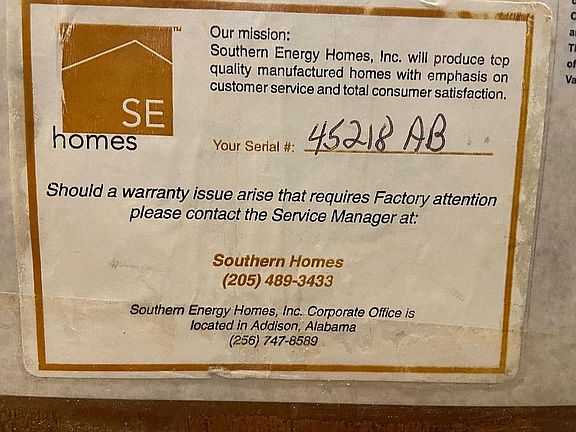 SE
homes
™
Our mission:
Southern Energy Homes, Inc. will produce top
quality manufactured homes with emphasis on
customer service and total consumer satisfaction.
Your Serial #: 45218 AB
Should a warranty issue arise that requires Factory attention
please contact the Service Manager at:
Southern Homes
(205) 489-3433
Southern Energy Homes, Inc. Corporate Office is
located in Addison, Alabama
(256) 747-8589
of